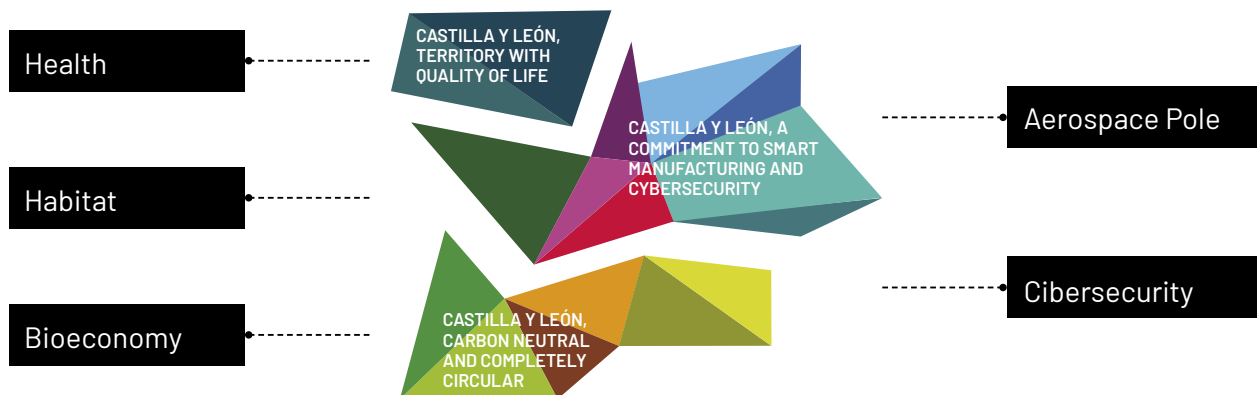 Health
Habitat
Bioeconomy
CASTILLA Y LEÓN,
TERRITORY WITH
QUALITY OF LIFE
CASTILLA Y LEÓN, A
COMMITMENT TO SMART
MANUFACTURING AND
CYBERSECURITY
CASTILLA Y LEÓN,
CARBON NEUTRAL
AND COMPLETELY
CIRCULAR
Aerospace Pole
Cibersecurity